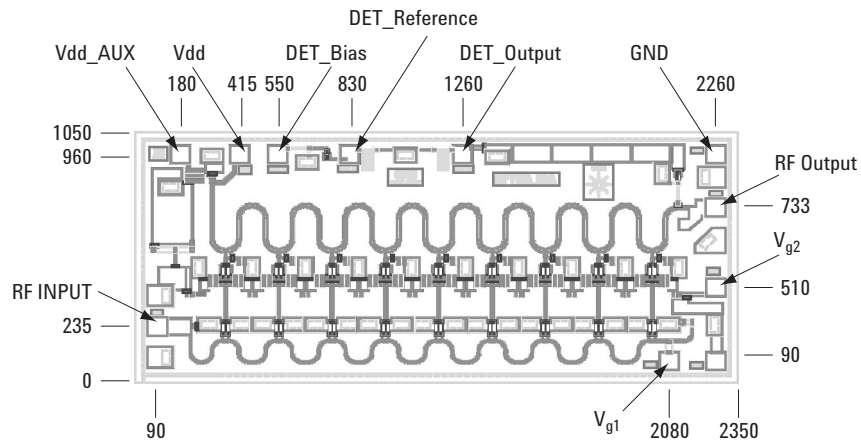 DET_Reference
Vdd_AUX Vdd DET_Bias DET_Output GND
180 415 550 830 1260 2260
1050
960
RF Output
733
Vg2
510
RF INPUT
235
90
0
Vg1
90 2080 2350